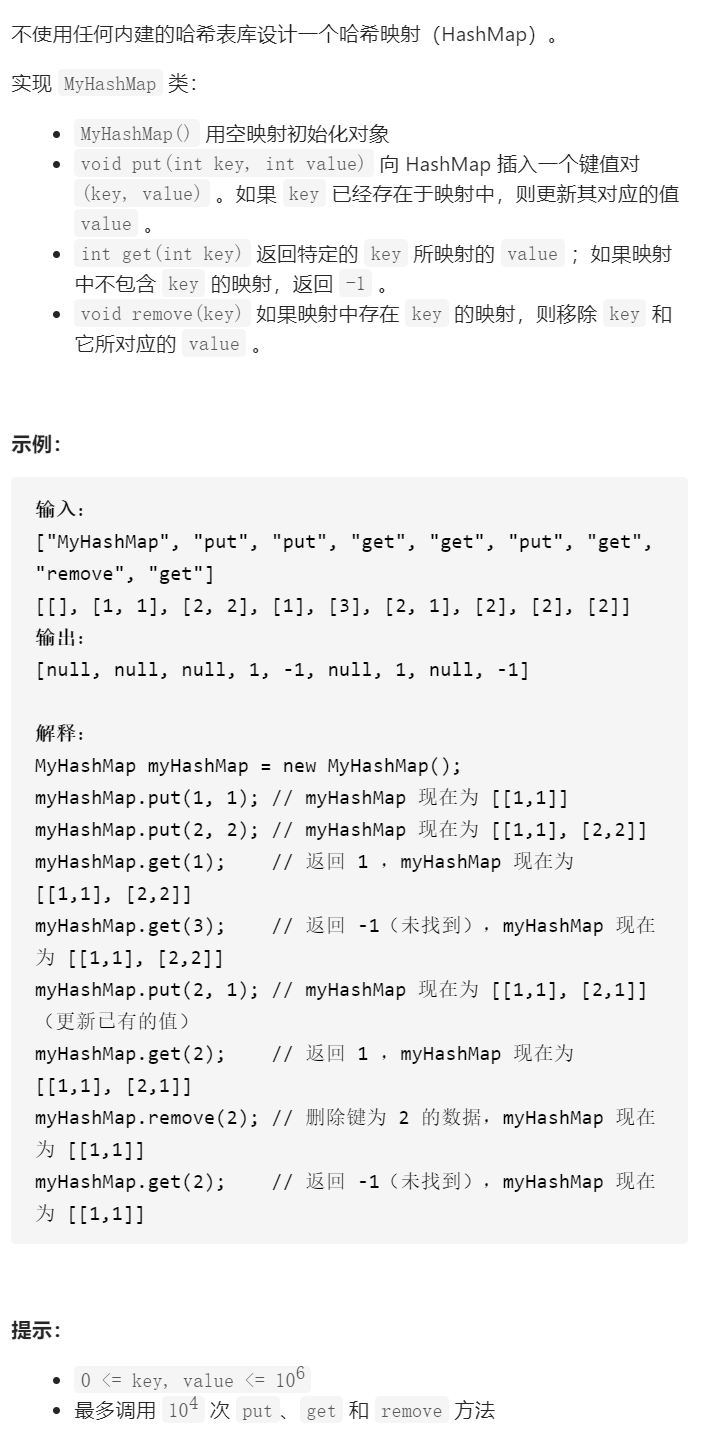 不使用任何内建的哈希表库设计一个哈希映射（HashMap）。
实现 MyHashMap 类：
• MyHashMap() 用空映射初始化对象
• void put(int key, int value) 向 HashMap 插入一个键值对
(key, value) 。如果 key 已经存在于映射中，则更新其对应的值
value 。
• int get(int key) 返回特定的 key 所映射的 value ；如果映射
中不包含 key 的映射，返回 -1 。
• void remove(key) 如果映射中存在 key 的映射，则移除 key 和
它所对应的 value 。
示例：
输入：
["MyHashMap", "put", "put", "get", "get", "put", "get",
"remove", "get"]
[[], [1, 1], [2, 2], [1], [3], [2, 1], [2], [2], [2]]
输出：
[null, null, null, 1, -1, null, 1, null, -1]
解释：
MyHashMap myHashMap = new MyHashMap();
myHashMap.put(1, 1); // myHashMap 现在为 [[1,1]]
myHashMap.put(2, 2); // myHashMap 现在为 [[1,1], [2,2]]
myHashMap.get(1);    // 返回 1 ，myHashMap 现在为
[[1,1], [2,2]]
myHashMap.get(3);    // 返回 -1（未找到），myHashMap 现在
为 [[1,1], [2,2]]
myHashMap.put(2, 1); // myHashMap 现在为 [[1,1], [2,1]]
（更新已有的值）
myHashMap.get(2);    // 返回 1 ，myHashMap 现在为
[[1,1], [2,1]]
myHashMap.remove(2); // 删除键为 2 的数据，myHashMap 现在
为 [[1,1]]
myHashMap.get(2);    // 返回 -1（未找到），myHashMap 现在
为 [[1,1]]
提示：
• 0 <= key, value <= 10⁶
• 最多调用 10⁴ 次 put 、 get 和 remove 方法